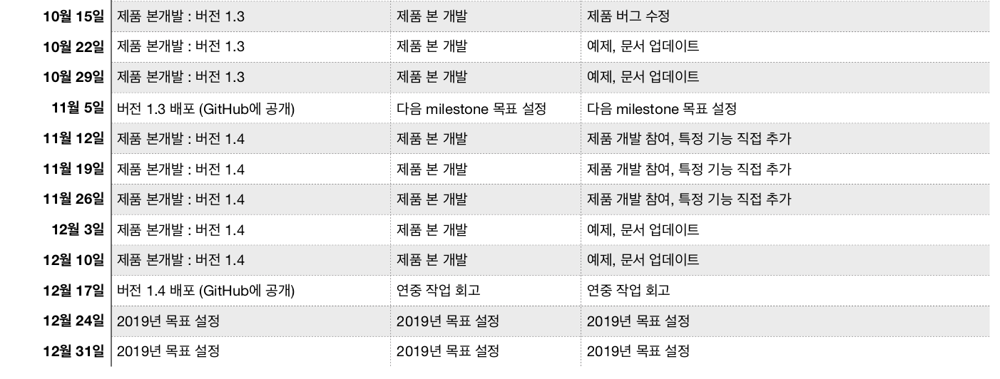 10월 15일 제품 본개발 : 버전 1.3 제품 본 개발 제품 버그 수정
10월 22일 제품 본개발 : 버전 1.3 제품 본 개발 예제, 문서 업데이트
10월 29일 제품 본개발 : 버전 1.3 제품 본 개발 예제, 문서 업데이트
11월 5일 버전 1.3 배포 (GitHub에 공개) 다음 milestone 목표 설정 다음 milestone 목표 설정
11월 12일 제품 본개발 : 버전 1.4 제품 본 개발 제품 개발 참여, 특정 기능 직접 추가
11월 19일 제품 본개발 : 버전 1.4 제품 본 개발 제품 개발 참여, 특정 기능 직접 추가
11월 26일 제품 본개발 : 버전 1.4 제품 본 개발 제품 개발 참여, 특정 기능 직접 추가
12월 3일 제품 본개발 : 버전 1.4 제품 본 개발 예제, 문서 업데이트
12월 10일 제품 본개발 : 버전 1.4 제품 본 개발 예제, 문서 업데이트
12월 17일 버전 1.4 배포 (GitHub에 공개) 연중 작업 회고 연중 작업 회고
12월 24일 2019년 목표 설정 2019년 목표 설정 2019년 목표 설정
12월 31일 2019년 목표 설정 2019년 목표 설정 2019년 목표 설정